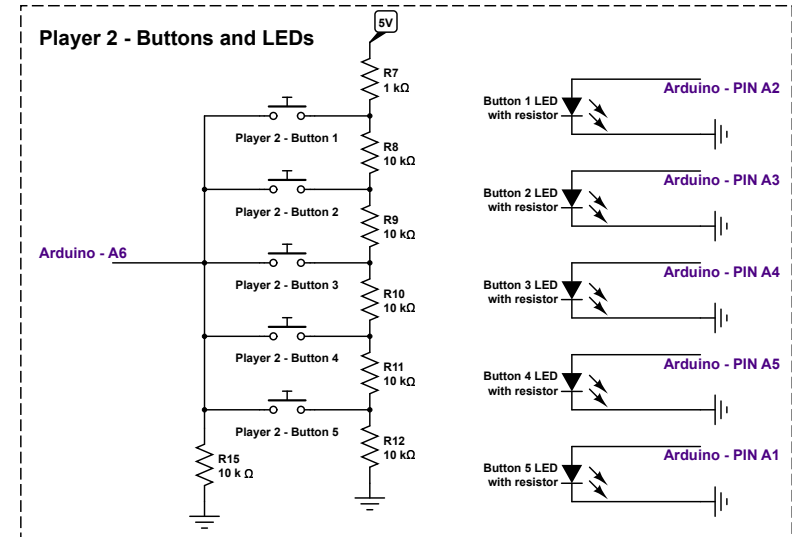 5V
Player 2 - Buttons and LEDs
R7
1 kΩ
Player 2 - Button 1
R8
10 kΩ
Player 2 - Button 2
R9
10 kΩ
Arduino - A6
Player 2 - Button 3
R10
10 kΩ
Player 2 - Button 4
R11
10 kΩ
Player 2 - Button 5
R12
10 kΩ
R15
10 k Ω
Button 1 LED
with resistor
Arduino - PIN A2
Button 2 LED
with resistor
Arduino - PIN A3
Button 3 LED
with resistor
Arduino - PIN A4
Button 4 LED
with resistor
Arduino - PIN A5
Button 5 LED
with resistor
Arduino - PIN A1